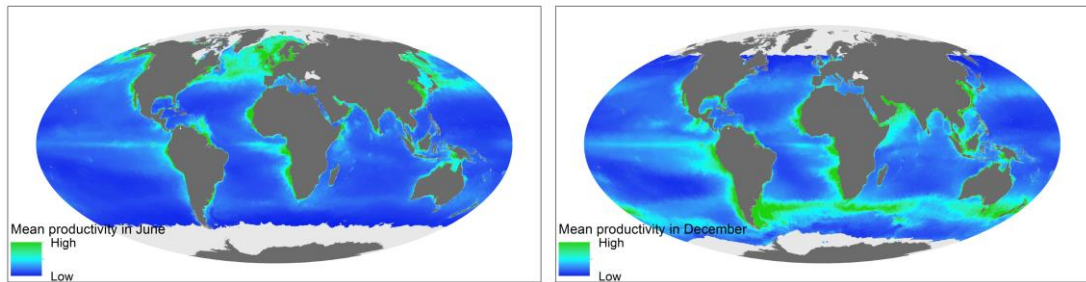 Mean productivity in June
High
Low
Mean productivity in December
High
Low